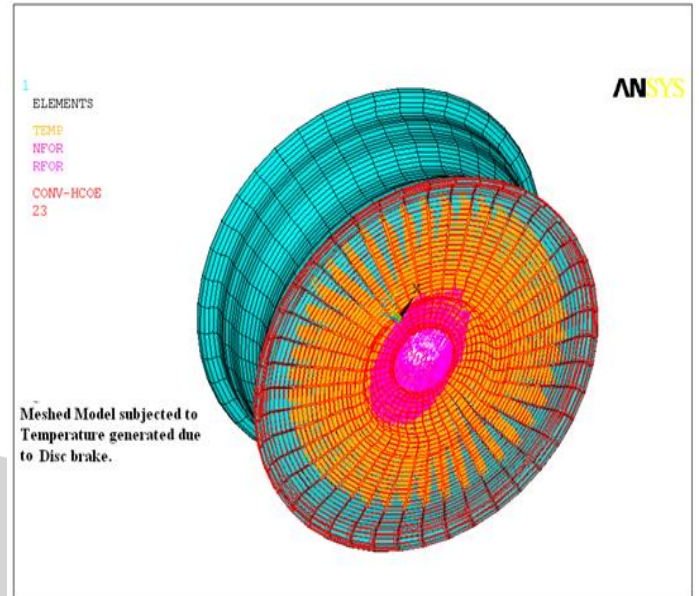 1
ELEMENTS
TEMP
NFOR
RFOR
CONV-HCOE
23
ANSYS
X
Meshed Model subjected to
Temperature generated due
to Disc brake.